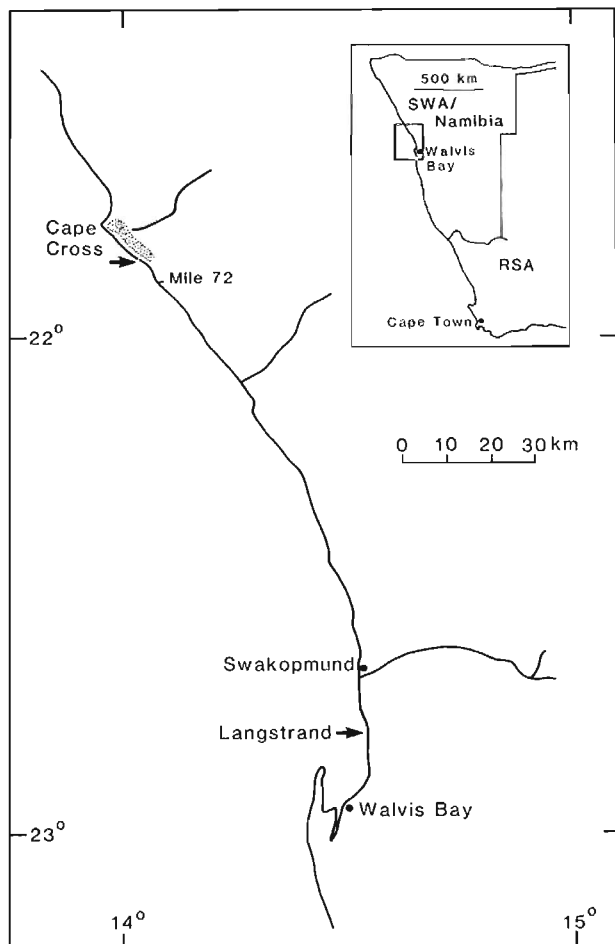 500 km
SWA/
Namibia
Walvis
Bay
RSA
Cape Town
Cape
Cross
Mile 72
22°
0 10 20 30 km
Swakopmund
Langstrand
Walvis Bay
23°
14°
15°